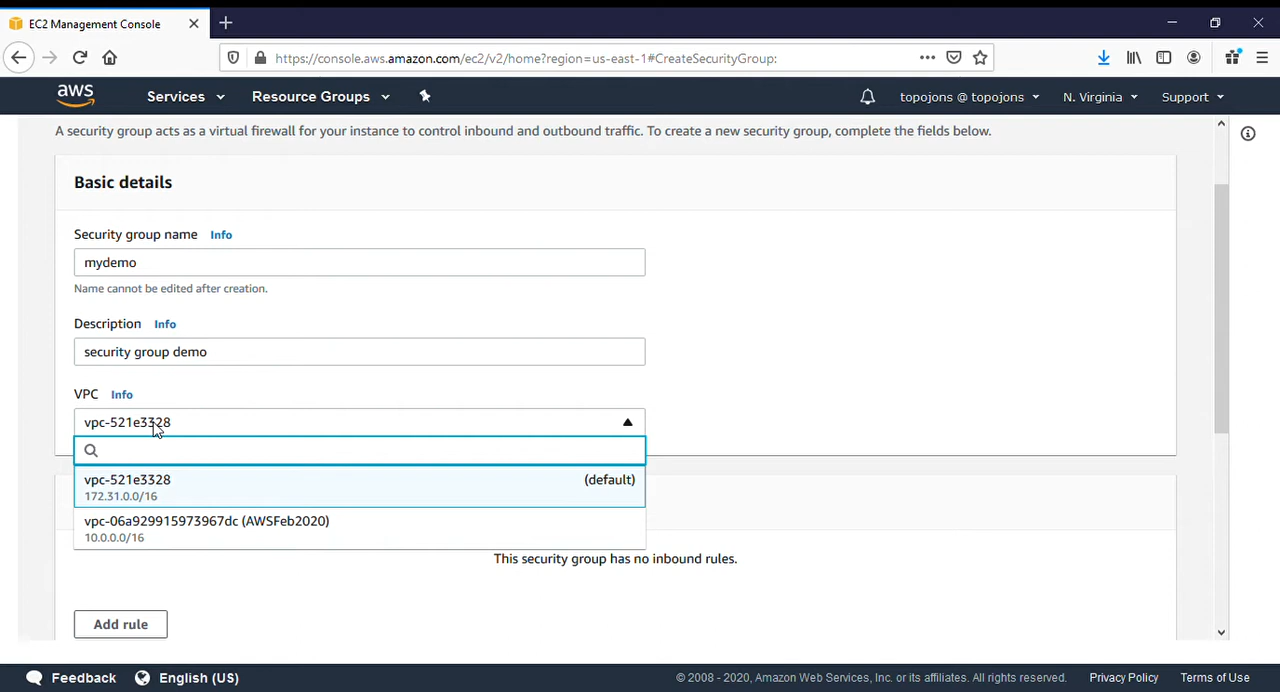 EC2 Management Console
https://console.aws.amazon.com/ec2/v2/home?region=us-east-1#CreateSecurityGroup:
aws Services Resource Groups topojons @ topojons N. Virginia Support
A security group acts as a virtual firewall for your instance to control inbound and outbound traffic. To create a new security group, complete the fields below.
Basic details
Security group name Info
mydemo
Name cannot be edited after creation.
Description Info
security group demo
VPC Info
vpc-521e3328
vpc-521e3328 (default)
172.31.0.0/16
vpc-06a929915973967dc (AWSFeb2020)
10.0.0.0/16
This security group has no inbound rules.
Add rule
Feedback English (US) © 2008 - 2020, Amazon Web Services, Inc. or its affiliates. All rights reserved. Privacy Policy Terms of Use